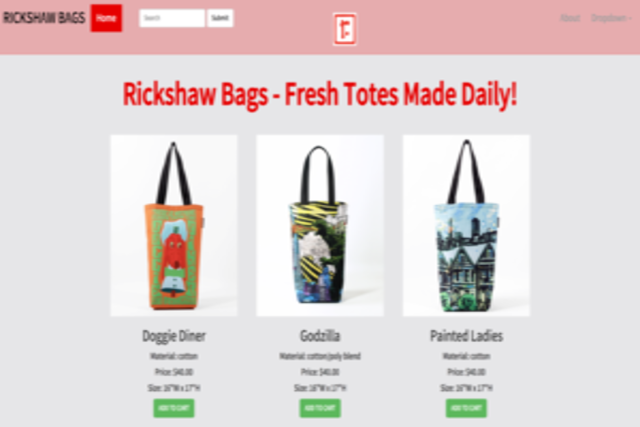 RICKSHAW BAGS Home Search Submit About Dropdown
Rickshaw Bags - Fresh Totes Made Daily!
Doggie Diner Godzilla Painted Ladies
Material: cotton Material: cotton/poly blend Material: cotton
Price: $40.00 Price: $40.00 Price: $40.00
Size: 16"W x 17"H Size: 16"W x 17"H Size: 16"W x 17"H
ADD TO CART ADD TO CART ADD TO CART